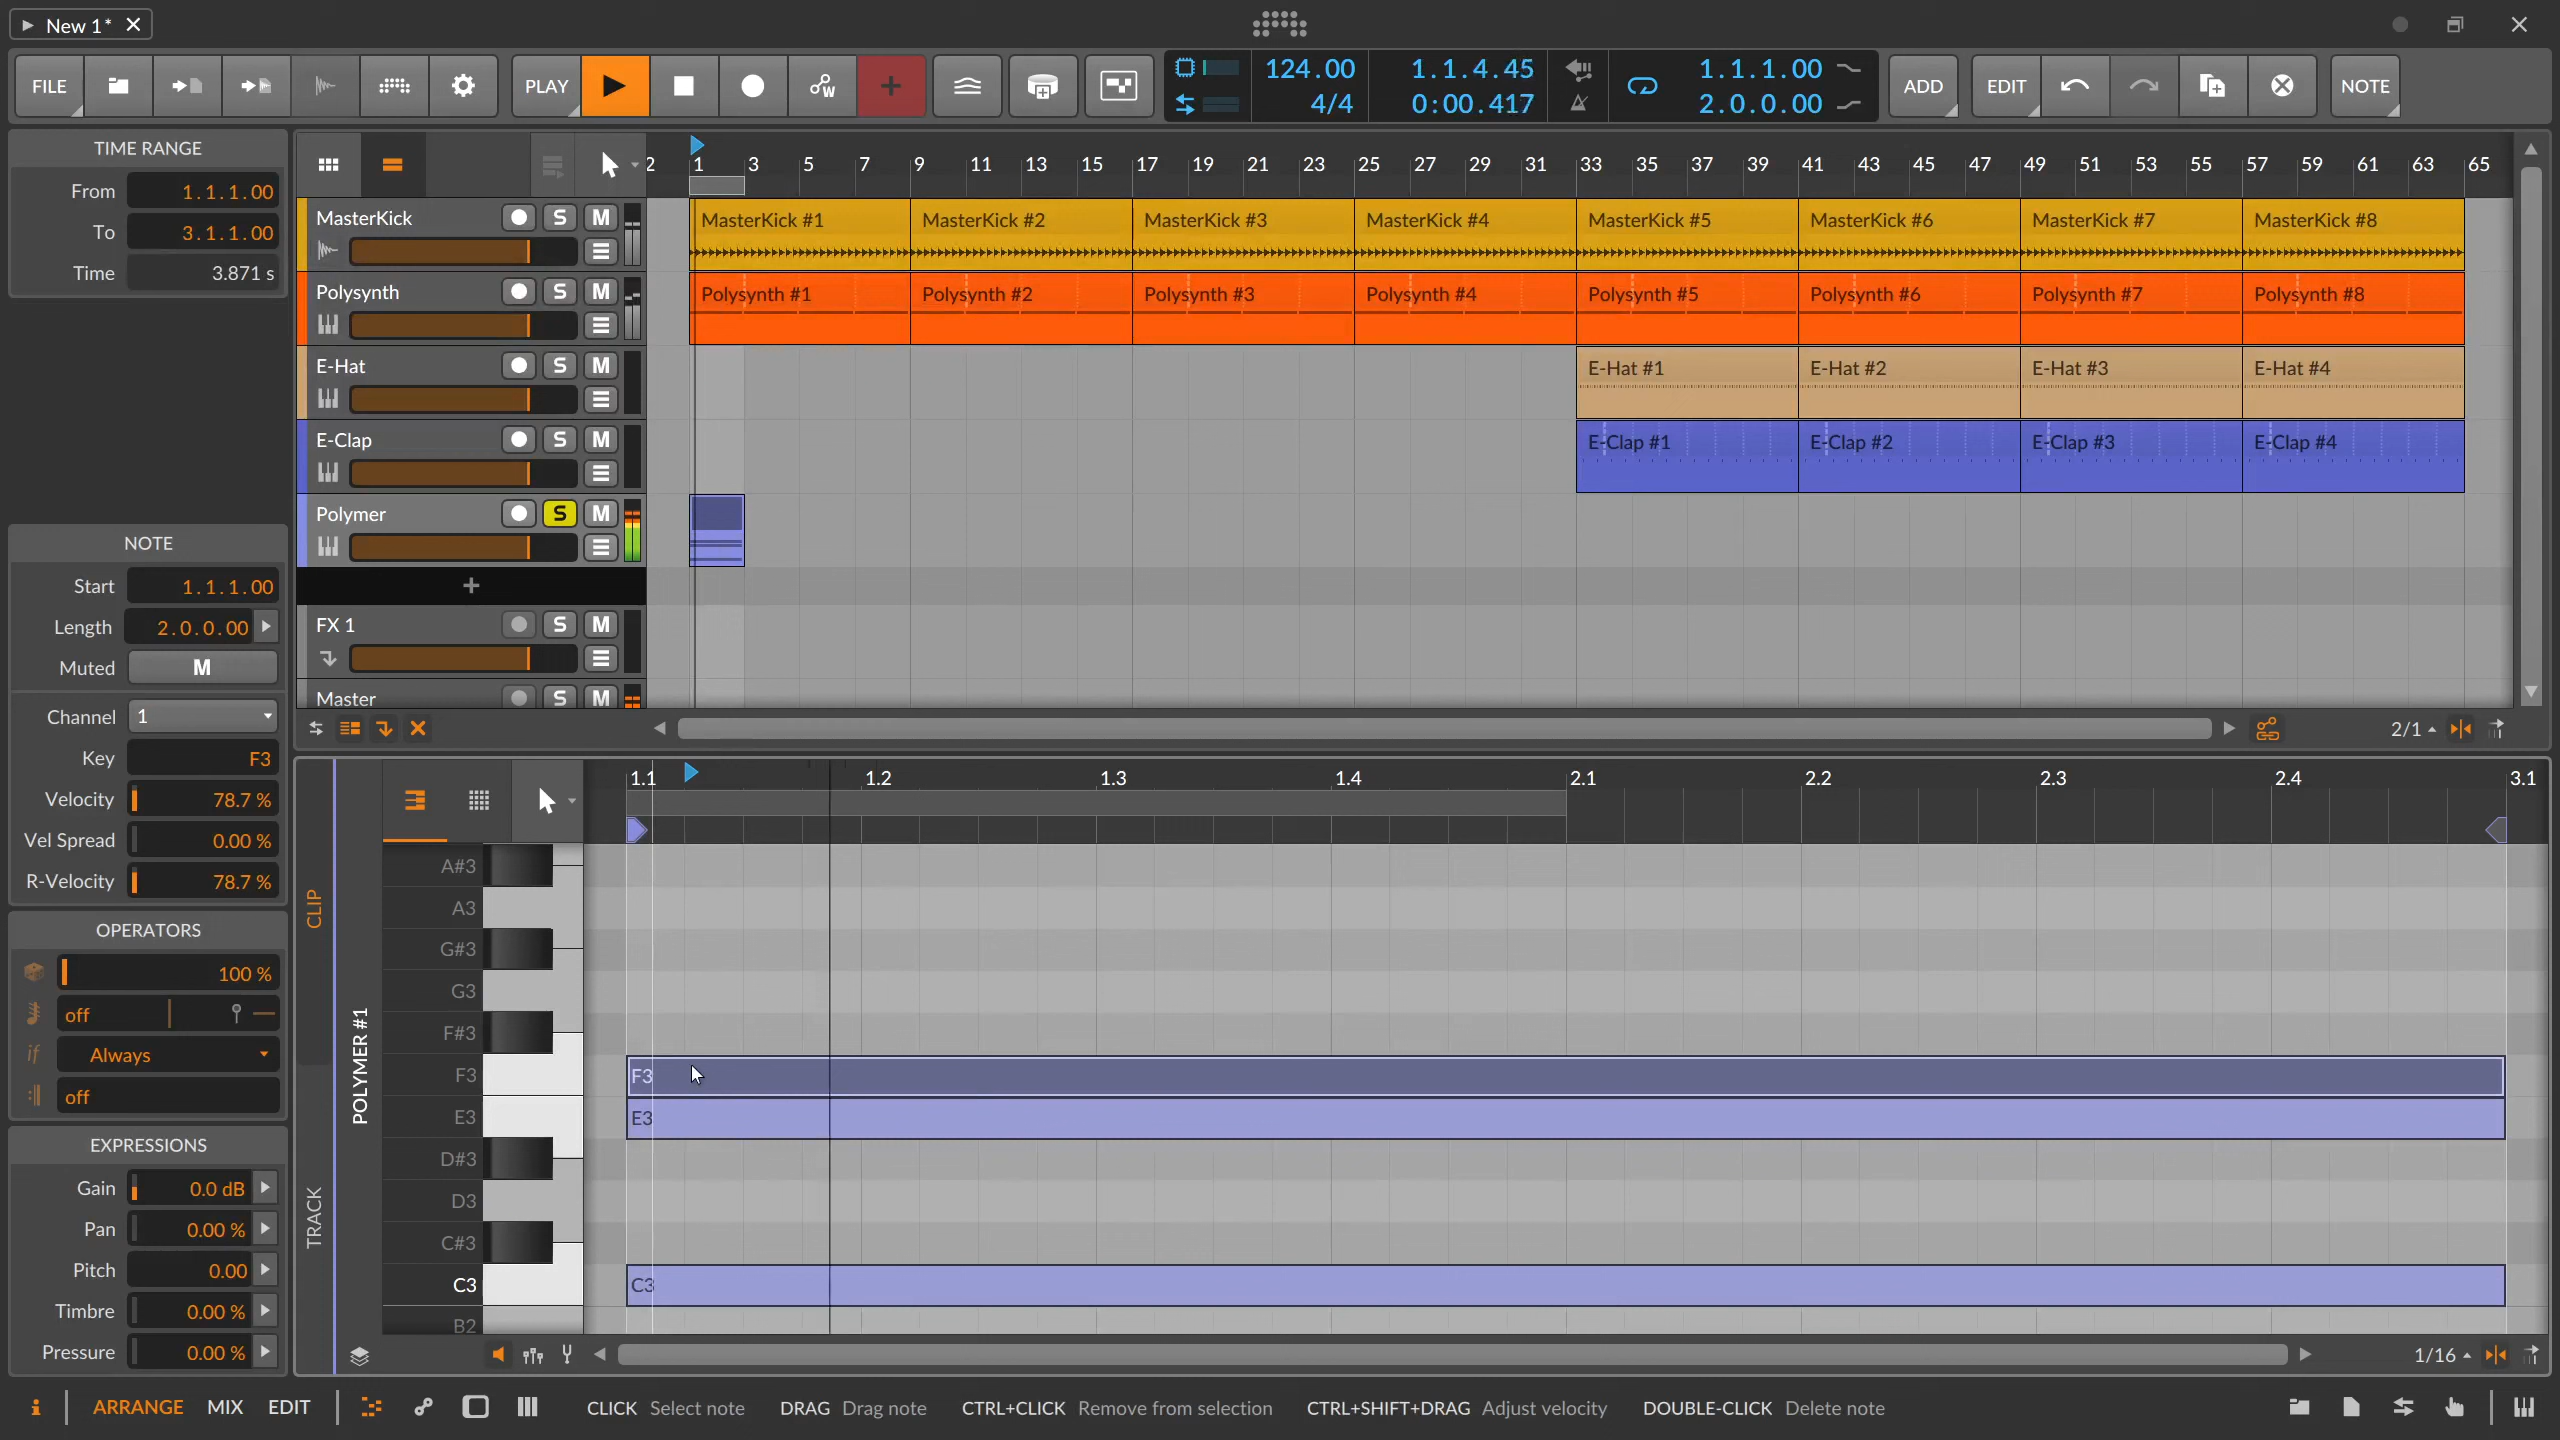 New 1*
FILE
PLAY
124.00
4/4
1.1.4.45
0:00.417
1.1.1.00
2.0.0.00
ADD
EDIT
NOTE
TIME RANGE
From 1.1.1.00
To 3.1.1.00
Time 3.871 s
2 1 3 5 7 9 11 13 15 17 19 21 23 25 27 29 31 33 35 37 39 41 43 45 47 49 51 53 55 57 59 61 63 65
MasterKick S M
MasterKick #1 MasterKick #2 MasterKick #3 MasterKick #4 MasterKick #5 MasterKick #6 MasterKick #7 MasterKick #8
Polysynth S M
Polysynth #1 Polysynth #2 Polysynth #3 Polysynth #4 Polysynth #5 Polysynth #6 Polysynth #7 Polysynth #8
E-Hat S M
E-Hat #1 E-Hat #2 E-Hat #3 E-Hat #4
E-Clap S M
E-Clap #1 E-Clap #2 E-Clap #3 E-Clap #4
Polymer S M
+
FX 1 S M
Master S M
2/1
NOTE
Start 1.1.1.00
Length 2.0.0.00
Muted M
Channel 1
Key F3
Velocity 78.7 %
Vel Spread 0.00 %
R-Velocity 78.7 %
OPERATORS
100 %
off
if Always
off
EXPRESSIONS
Gain 0.0 dB
Pan 0.00 %
Pitch 0.00
Timbre 0.00 %
Pressure 0.00 %
CLIP
TRACK
POLYMER #1
1.1 1.2 1.3 1.4 2.1 2.2 2.3 2.4 3.1
A#3
A3
G#3
G3
F#3
F3 F3
E3 E3
D#3
D3
C#3
C3 C3
B2
1/16
i ARRANGE MIX EDIT
CLICK Select note DRAG Drag note CTRL+CLICK Remove from selection CTRL+SHIFT+DRAG Adjust velocity DOUBLE-CLICK Delete note